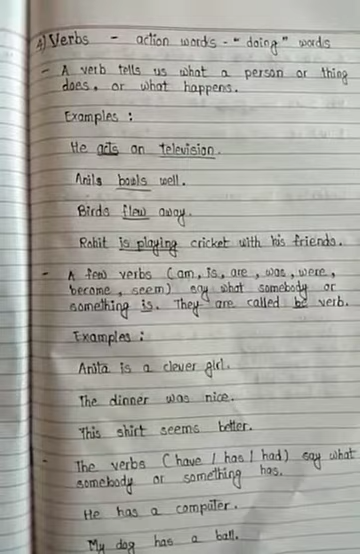 4) Verbs - action words - "doing" words
- A verb tells us what a person or thing
does, or what happens.
Examples :
He acts on television.
Anils bowls well.
Birds flew away.
Rohit is playing cricket with his friends.
- A few verbs (am, is, are, was, were,
become, seem) say what somebody or
something is. They are called be verb.
Examples :
Anita is a clever girl.
The dinner was nice.
This shirt seems better.
- The verbs (have / has / had) say what
somebody or something has.
He has a computer.
My dog has a ball.